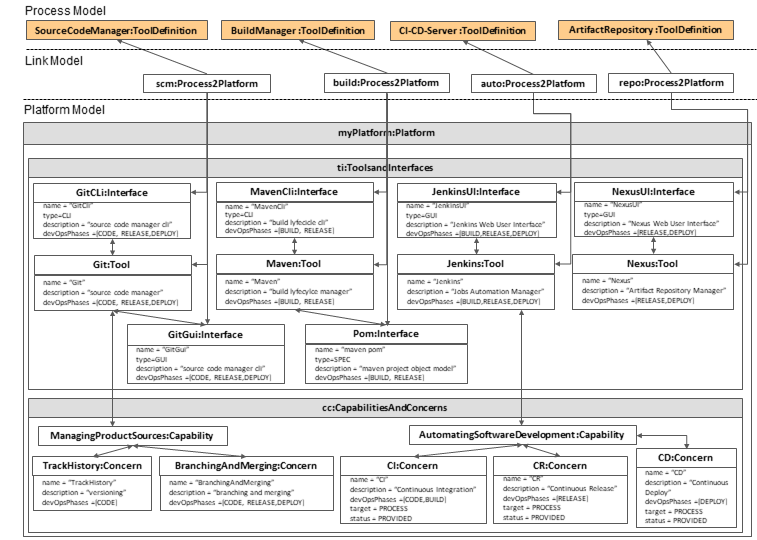 Process Model
SourceCodeManager:ToolDefinition
BuildManager :ToolDefinition
CI-CD-Server :ToolDefinition
ArtifactRepository :ToolDefinition
Link Model
scm:Process2Platform
build:Process2Platform
auto:Process2Platform
repo:Process2Platform
Platform Model
myPlatform:Platform
ti:ToolsandInterfaces
GitCLi:Interface
name = "GitCli"
type=CLI
description = "source code manager cli"
devOpsPhases ={CODE, RELEASE,DEPLOY}
MavenCli:Interface
name = "MavenCli"
type=CLI
description = "build lyfecicle cli"
devOpsPhases ={BUILD, RELEASE}
JenkinsUI:Interface
name = "JenkinsUI"
type=GUI
description = "Jenkins Web User Interface"
devOpsPhases ={BUILD,RELEASE,DEPLOY}
NexusUI:Interface
name = "NexusUI"
type=GUI
description = "Nexus Web User Interface"
devOpsPhases ={RELEASE,DEPLOY}
Git:Tool
name = "Git"
description = "source code manager"
devOpsPhases ={CODE, RELEASE,DEPLOY}
Maven:Tool
name = "Maven"
description = "build lyfecylce manager"
devOpsPhases ={BUILD, RELEASE}
Jenkins:Tool
name = "Jenkins"
description = "Jobs Automation Manager"
devOpsPhases ={BUILD,RELEASE,DEPLOY}
Nexus:Tool
name = "Nexus"
description = "Artifact Repository Manager"
devOpsPhases ={RELEASE,DEPLOY}
GitGui:Interface
name = "GitGui"
type=GUI
description = "source code manager cli"
devOpsPhases ={CODE, RELEASE,DEPLOY}
Pom:Interface
name = "maven pom"
type=SPEC
description = "maven project object model"
devOpsPhases ={BUILD, RELEASE}
cc:CapabilitiesAndConcerns
ManagingProductSources:Capability
AutomatingSoftwareDevelopment:Capability
TrackHistory:Concern
name = "TrackHistory"
description = "versioning"
devOpsPhases ={CODE}
BranchingAndMerging:Concern
name = "BranchingAndMerging"
description = "branching and merging"
devOpsPhases ={CODE, RELEASE,DEPLOY}
CI:Concern
name = "CI"
description = "Continuous Integration"
devOpsPhases ={CODE,BUILD}
target = PROCESS
status = PROVIDED
CR:Concern
name = "CR"
description = "Continuous Release"
devOpsPhases ={RELEASE}
target = PROCESS
status = PROVIDED
CD:Concern
name = "CD"
description = "Continuous
Deploy"
devOpsPhases ={DEPLOY}
target = PROCESS
status = PROVIDED